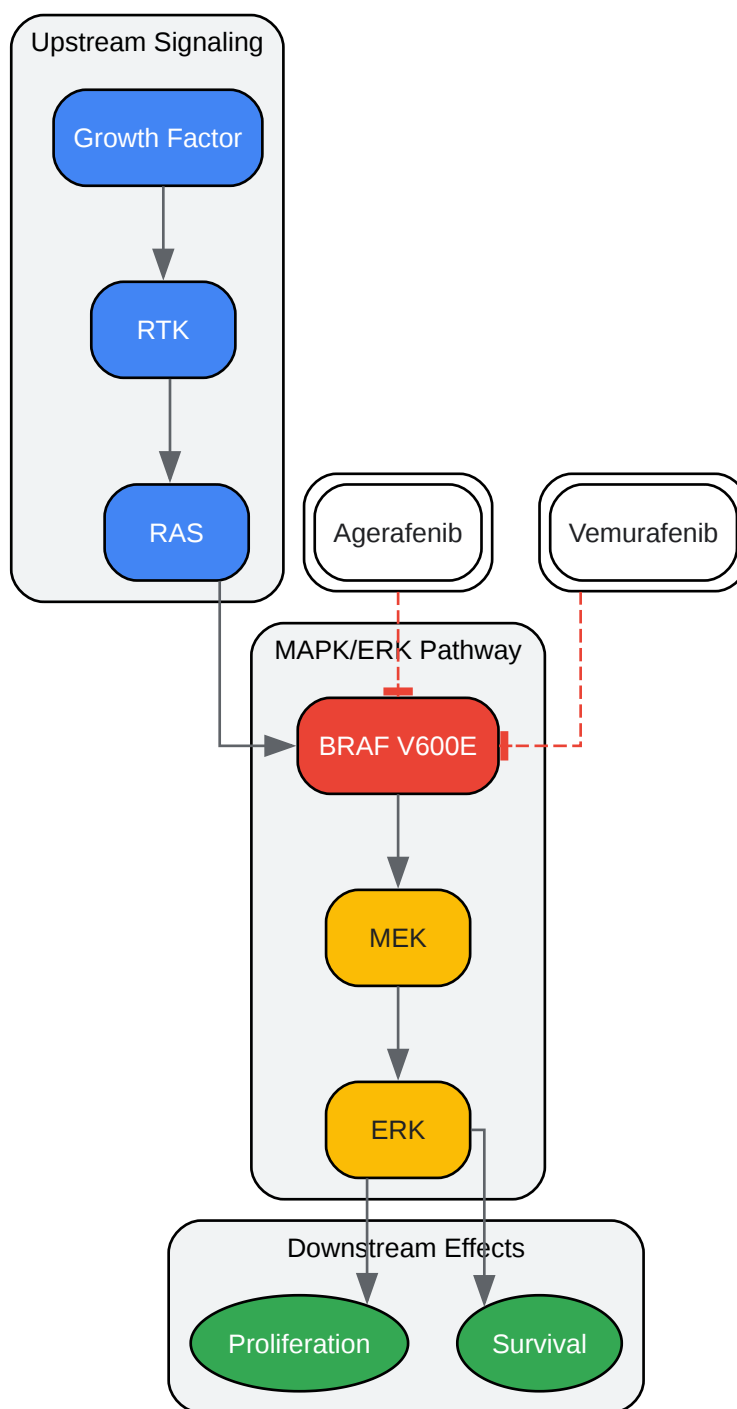 Upstream Signaling
Growth Factor
RTK
RAS
Agerafenib
Vemurafenib
MAPK/ERK Pathway
BRAF V600E
MEK
ERK
Downstream Effects
Proliferation
Survival